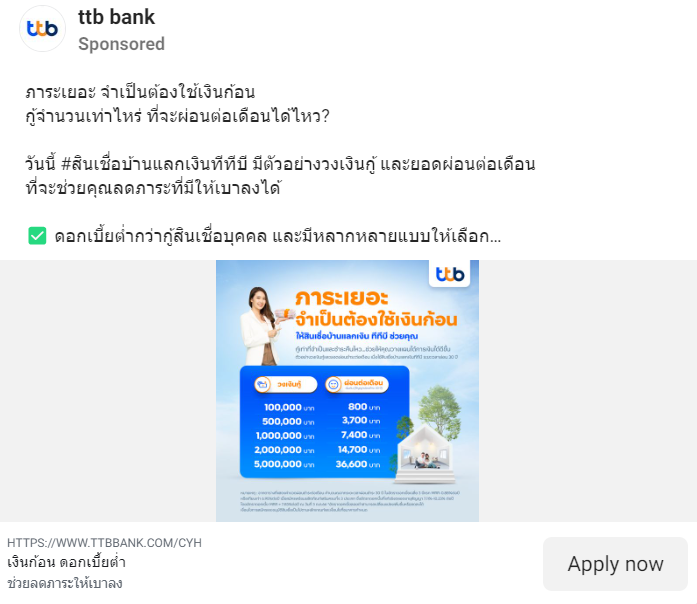 ttb bank
Sponsored
ภาระเยอะ จำเป็นต้องใช้เงินก้อน
กู้จำนวนเท่าไหร่ ที่จะผ่อนต่อเดือนได้ไหว?
วันนี้ #สินเชื่อบ้านแลกเงินทีทีบี มีตัวอย่างวงเงินกู้ และยอดผ่อนต่อเดือน
ที่จะช่วยคุณลดภาระที่มีให้เบาลงได้
✅ ดอกเบี้ยต่ำกว่ากู้สินเชื่อบุคคล และมีหลากหลายแบบให้เลือก...
ttb
ttb
ภาระเยอะ
จำเป็นต้องใช้เงินก้อน
ให้สินเชื่อบ้านแลกเงิน ทีทีบี ช่วยคุณ
วงเงินกู้ ผ่อนต่อเดือน
100,000 บาท 800 บาท
500,000 บาท 3,700 บาท
1,000,000 บาท 7,400 บาท
2,000,000 บาท 14,700 บาท
5,000,000 บาท 36,600 บาท
HTTPS://WWW.TTBBANK.COM/CYH
เงินก้อน ดอกเบี้ยต่ำ
ช่วยลดภาระให้เบาลง
Apply now